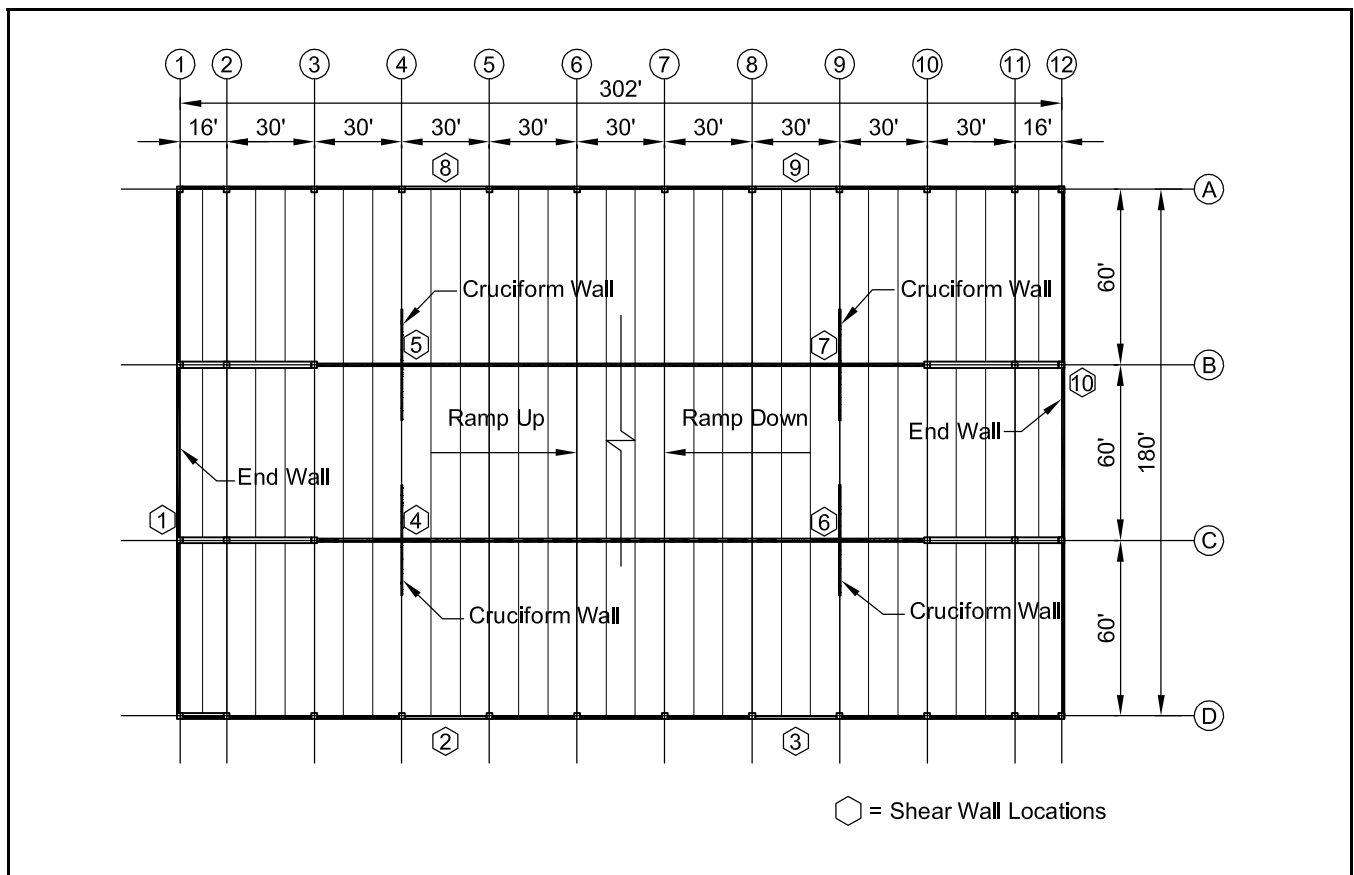 1 2 3 4 5 6 7 8 9 10 11 12
302'
16' 30' 30' 30' 30' 30' 30' 30' 30' 30' 16'
8 9
A
Cruciform Wall Cruciform Wall
60'
5 7
B
10
Ramp Up Ramp Down
End Wall
60' 180'
End Wall
1 4 6
C
Cruciform Wall Cruciform Wall
60'
D
2 3
= Shear Wall Locations